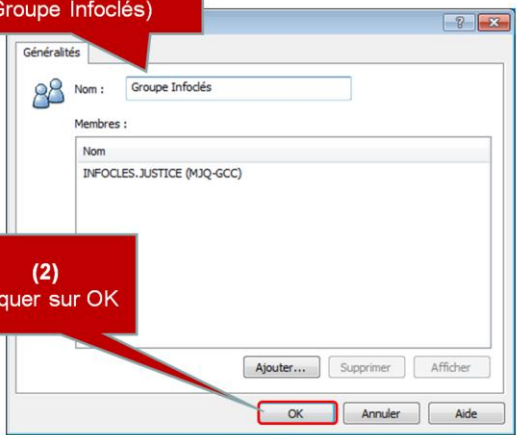 Groupe Infoclés)
Généralités
Nom :
Groupe Infoclés
Membres :
Nom
INFOCLES.JUSTICE (MJQ-GCC)
(2)
quer sur OK
Ajouter...
Supprimer
Afficher
OK
Annuler
Aide